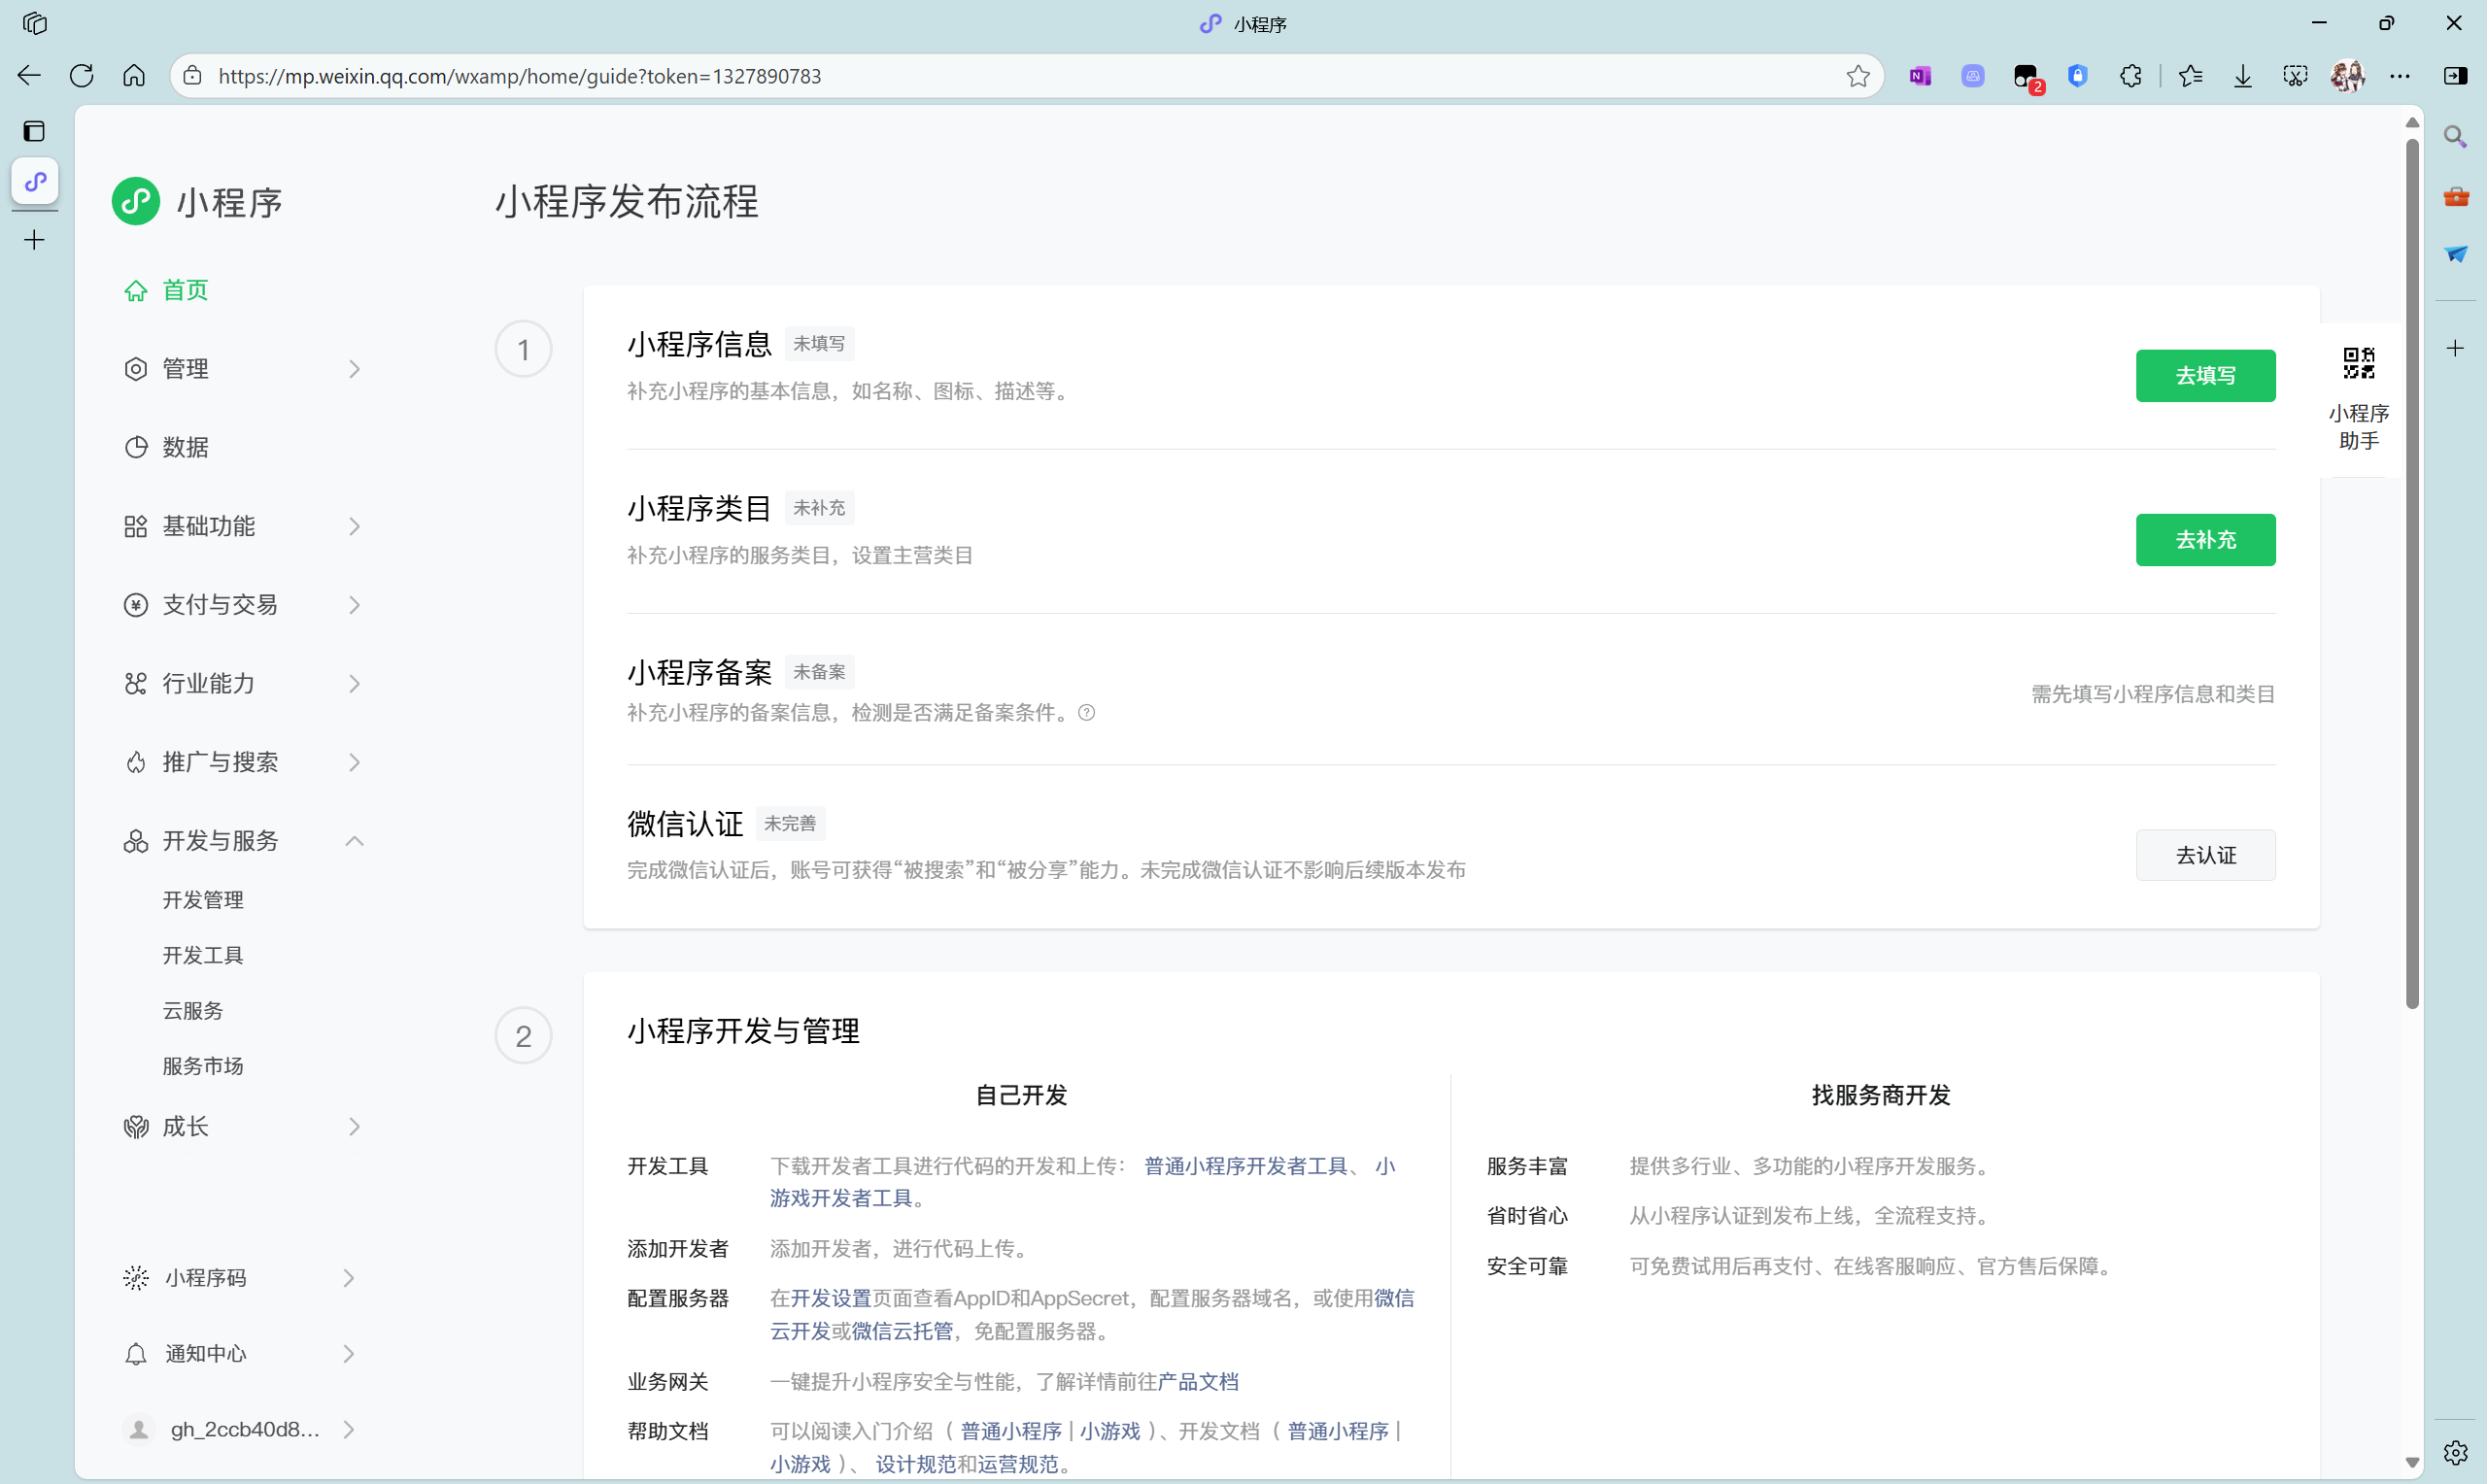 小程序
https://mp.weixin.qq.com/wxamp/home/guide?token=1327890783
2
小程序
小程序发布流程
首页
管理
数据
基础功能
支付与交易
行业能力
推广与搜索
开发与服务
开发管理
开发工具
云服务
服务市场
成长
小程序码
通知中心
gh_2ccb40d8...
1
小程序信息 未填写
补充小程序的基本信息，如名称、图标、描述等。
去填写
小程序类目 未补充
补充小程序的服务类目，设置主营类目
去补充
小程序备案 未备案
补充小程序的备案信息，检测是否满足备案条件。
需先填写小程序信息和类目
微信认证 未完善
完成微信认证后，账号可获得“被搜索”和“被分享”能力。未完成微信认证不影响后续版本发布
去认证
小程序
助手
2
小程序开发与管理
自己开发
开发工具 下载开发者工具进行代码的开发和上传： 普通小程序开发者工具、 小
游戏开发者工具。
添加开发者 添加开发者，进行代码上传。
配置服务器 在开发设置页面查看AppID和AppSecret，配置服务器域名，或使用微信
云开发或微信云托管，免配置服务器。
业务网关 一键提升小程序安全与性能，了解详情前往产品文档
帮助文档 可以阅读入门介绍（ 普通小程序 | 小游戏 ）、开发文档（ 普通小程序 |
小游戏 ）、 设计规范和运营规范。
找服务商开发
服务丰富 提供多行业、多功能的小程序开发服务。
省时省心 从小程序认证到发布上线，全流程支持。
安全可靠 可免费试用后再支付、在线客服响应、官方售后保障。